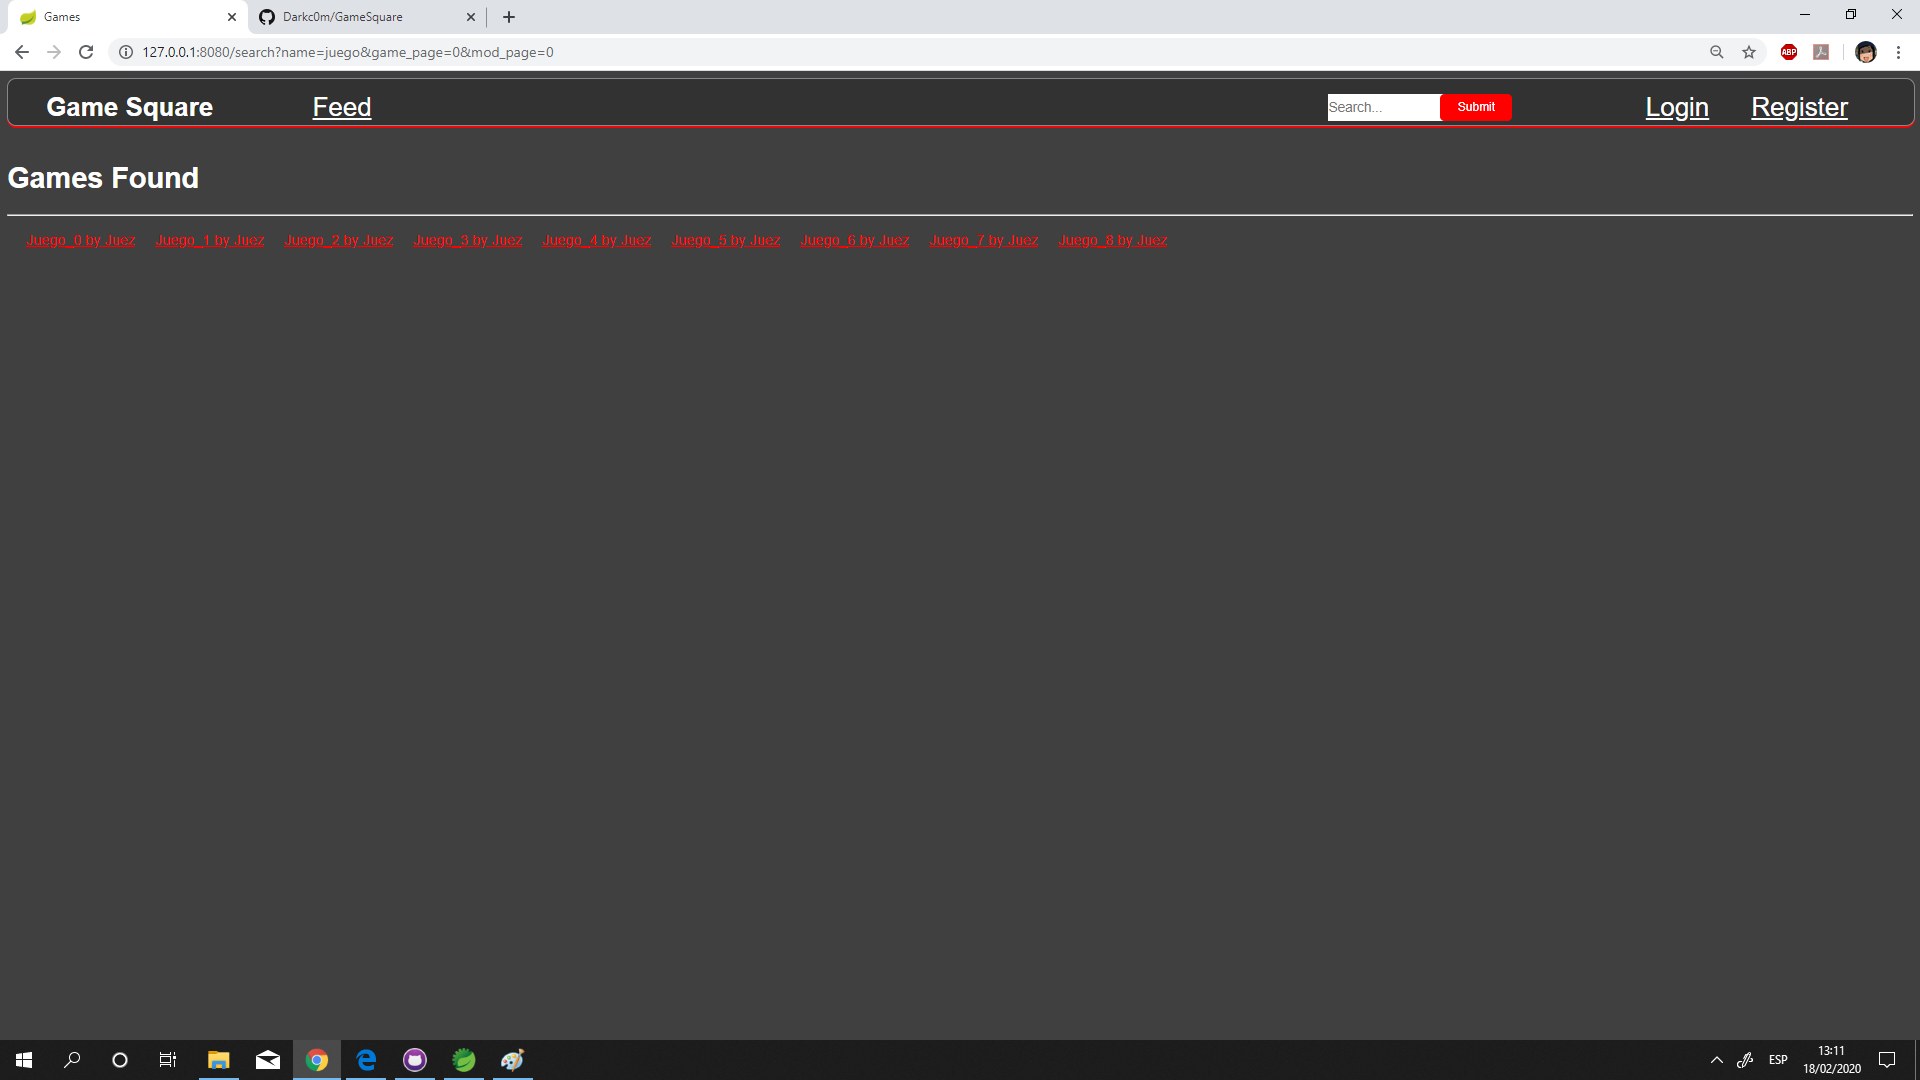 Games
Darkc0m/GameSquare
127.0.0.1:8080/search?name=juego&game_page=0&mod_page=0
ABP
Game Square Feed Search... Submit Login Register
Games Found
Juego_0 by Juez Juego_1 by Juez Juego_2 by Juez Juego_3 by Juez Juego_4 by Juez Juego_5 by Juez Juego_6 by Juez Juego_7 by Juez Juego_8 by Juez
ESP
13:11
18/02/2020